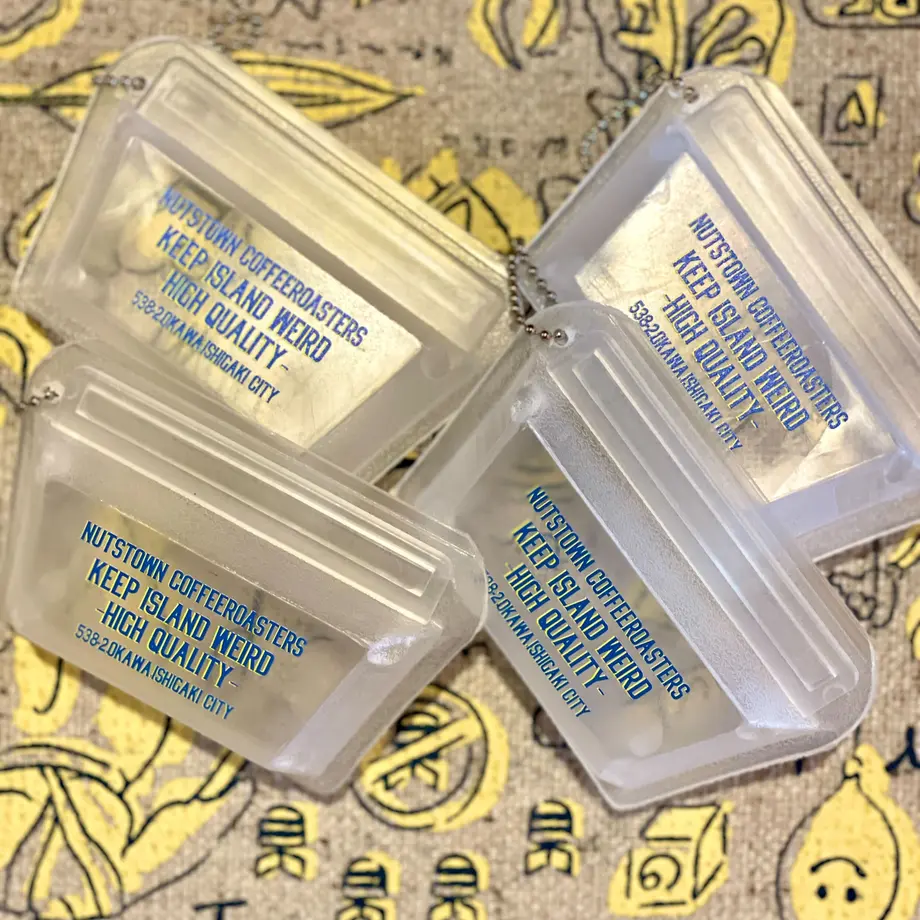 NUTSTOWN COFFEEROASTERS
KEEP ISLAND WEIRD
-HIGH QUALITY-
538-2.OKAWA.ISHIGAKI CITY
NUTSTOWN COFFEEROASTERS
KEEP ISLAND WEIRD
-HIGH QUALITY-
538-2.OKAWA.ISHIGAKI CITY
NUTSTOWN COFFEEROASTERS
KEEP ISLAND WEIRD
-HIGH QUALITY-
538-2.OKAWA.ISHIGAKI CITY
NUTSTOWN COFFEEROASTERS
KEEP ISLAND WEIRD
-HIGH QUALITY-
538-2.OKAWA.ISHIGAKI CITY